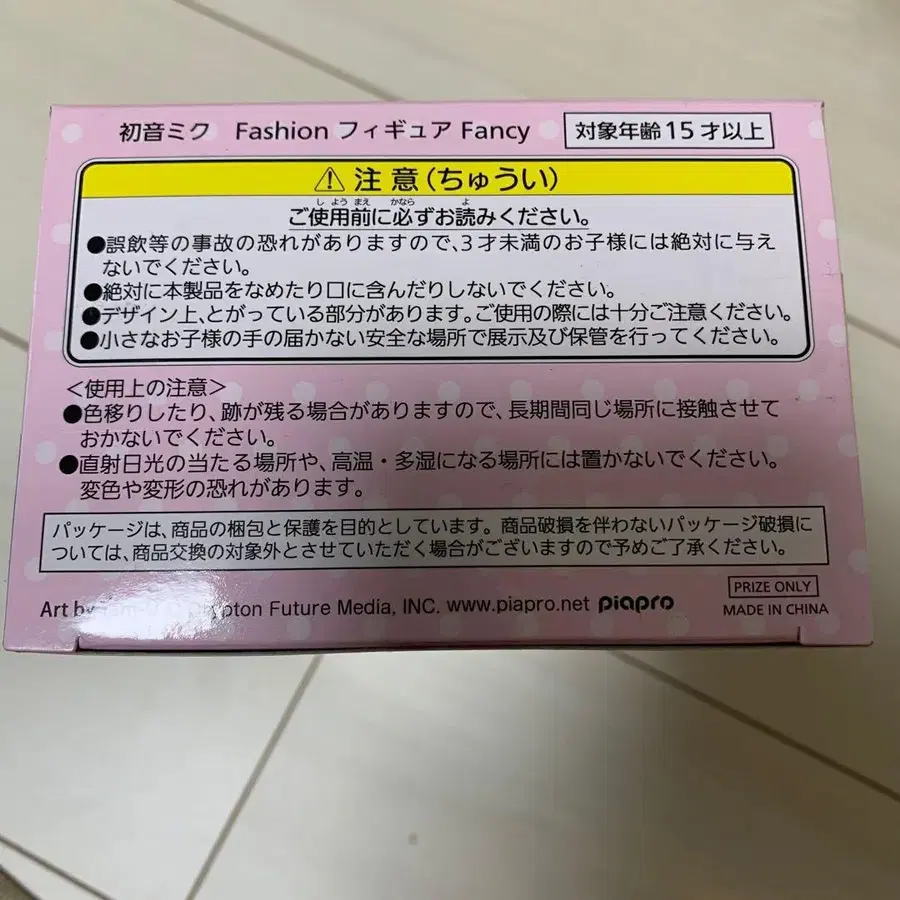 初音ミク Fashion フィギュア Fancy
対象年齢15才以上
⚠注意(ちゅうい)
し よう まえ かなら よ
ご使用前に必ずお読みください。
●誤飲等の事故の恐れがありますので、3才未満のお子様には絶対に与え
ないでください。
●絶対に本製品をなめたり口に含んだりしないでください。
●デザイン上、とがっている部分があります。ご使用の際には十分ご注意ください。
●小さなお子様の手の届かない安全な場所で展示及び保管を行ってください。
<使用上の注意>
●色移りしたり、跡が残る場合がありますので、長期間同じ場所に接触させて
おかないでください。
●直射日光の当たる場所や、高温・多湿になる場所には置かないでください。
変色や変形の恐れがあります。
パッケージは、商品の梱包と保護を目的としています。商品破損を伴わないパッケージ破損に
ついては、商品交換の対象外とさせていただく場合がございますので予めご了承ください。
Art by Future Media, INC. www.piapro.net piapro
PRIZE ONLY
MADE IN CHINA